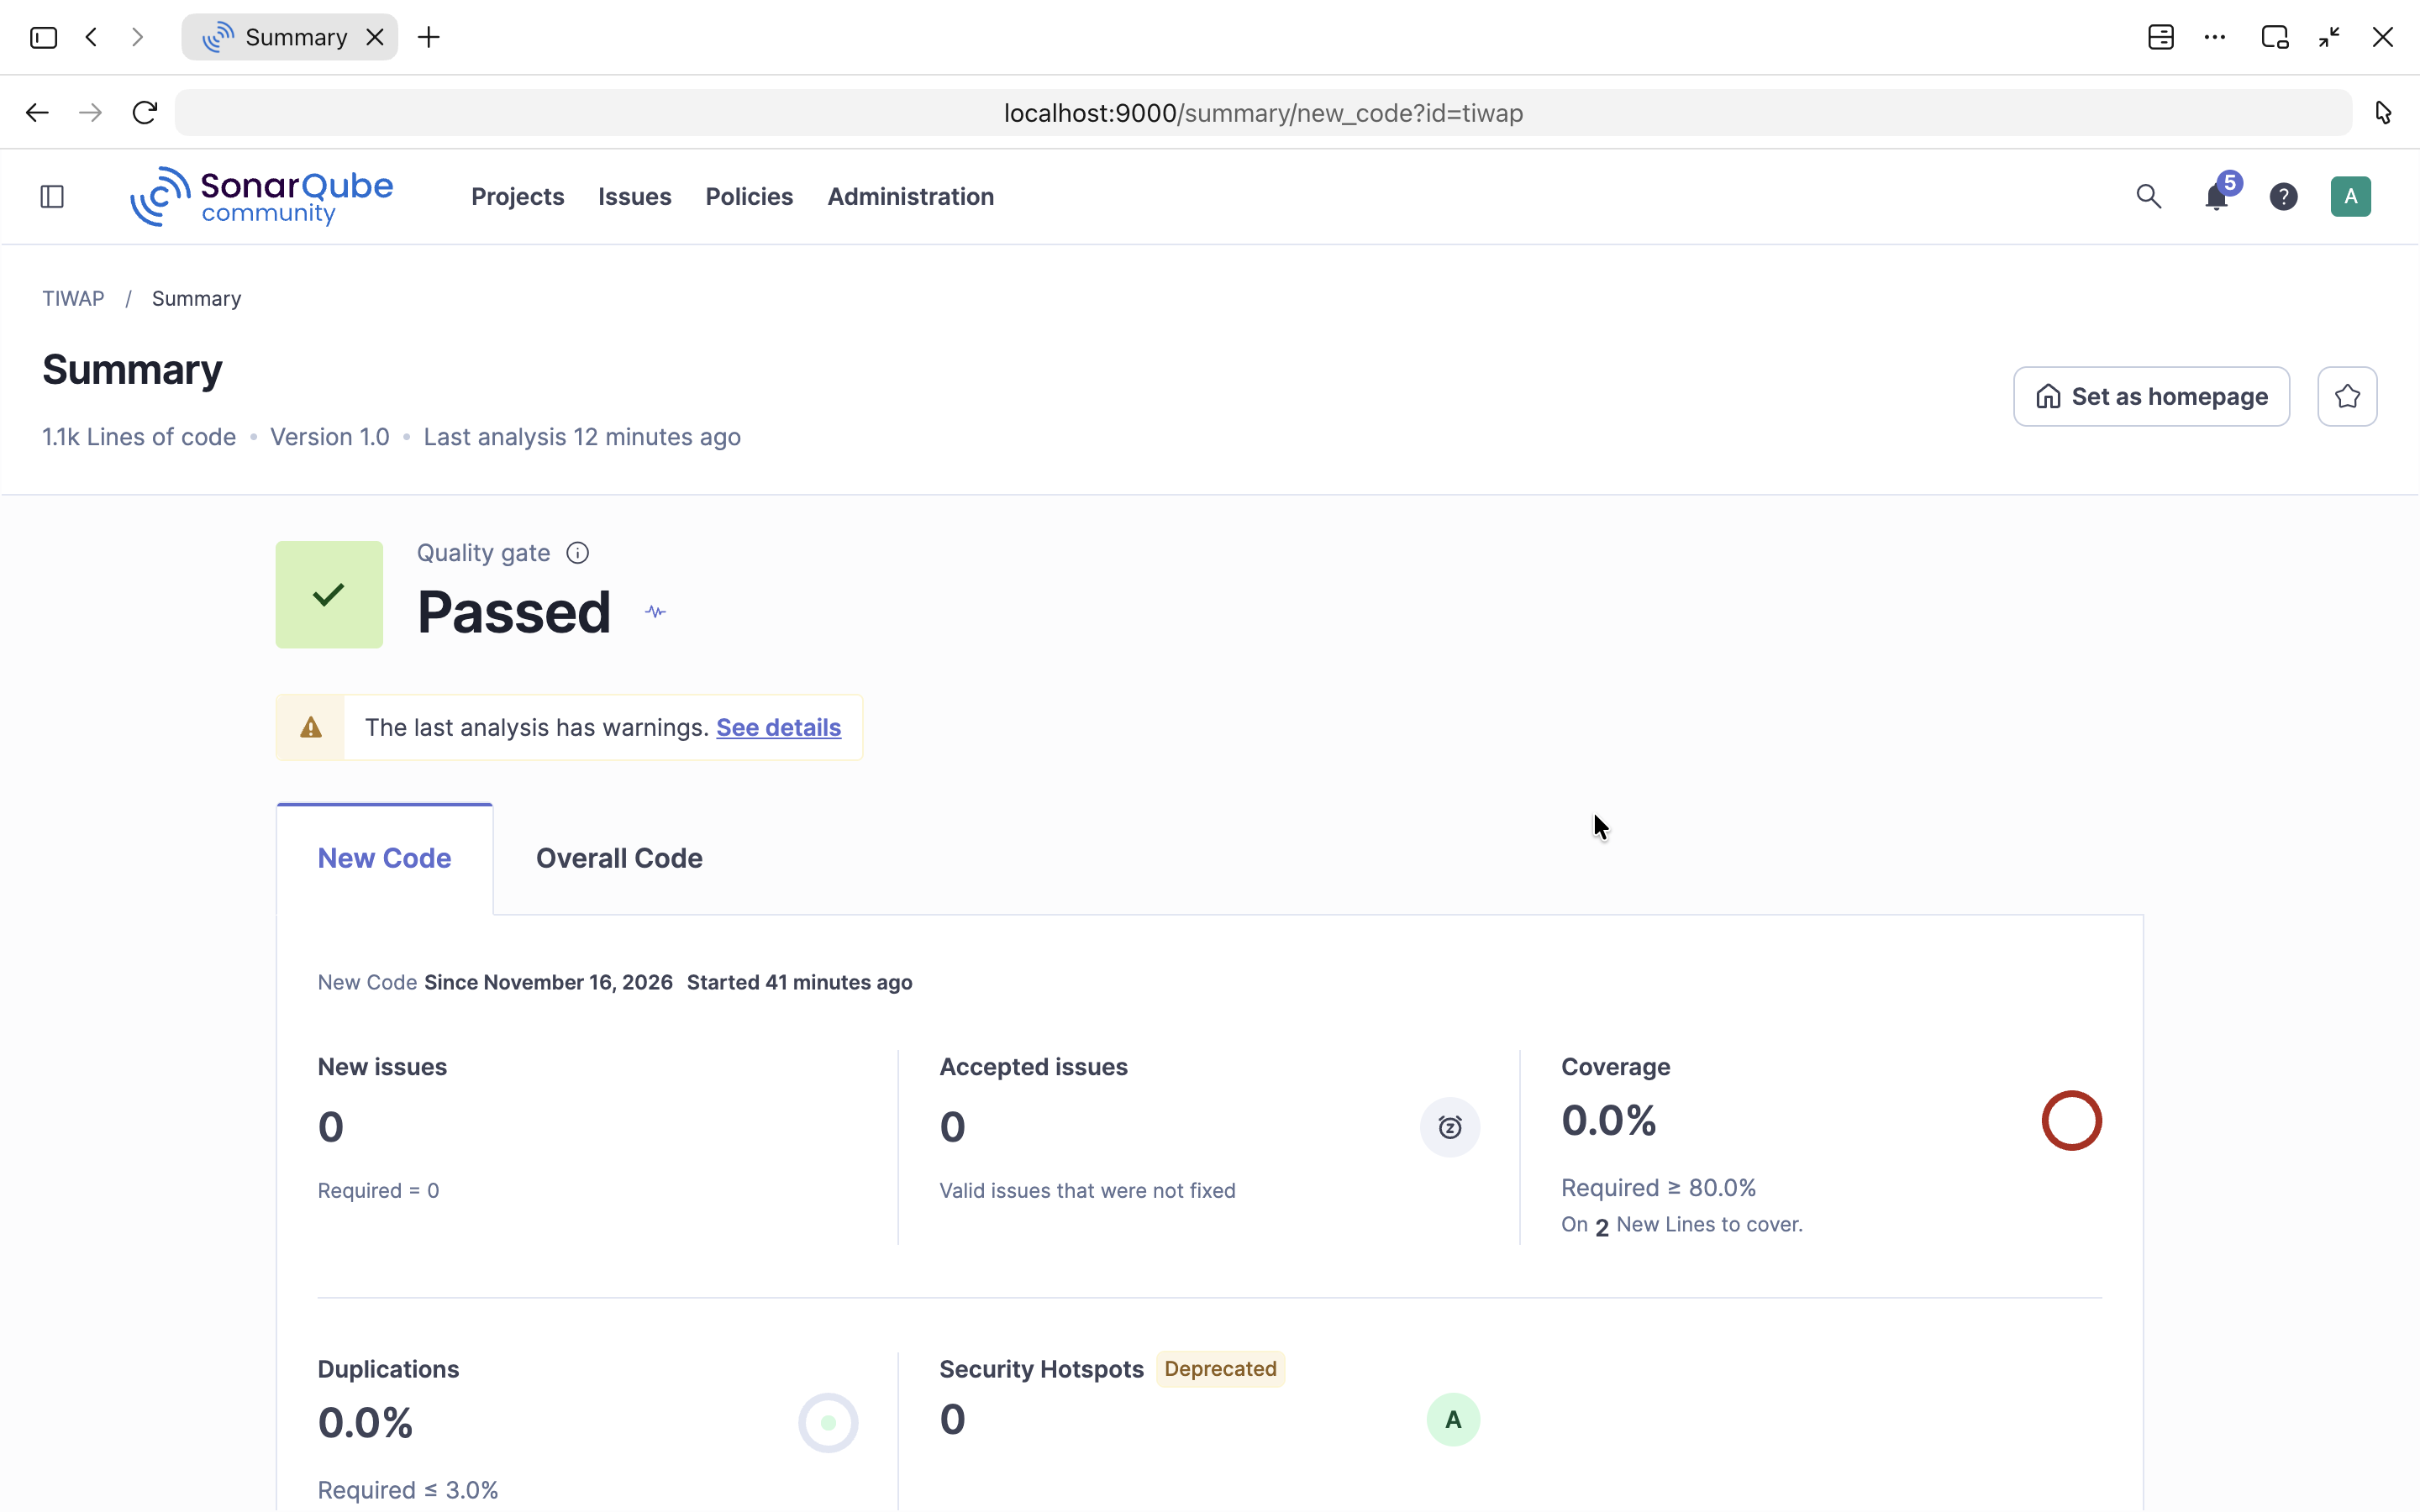 Summary
localhost:9000/summary/new_code?id=tiwap
SonarQube
community
Projects
Issues
Policies
Administration
5
?
A
TIWAP / Summary
Summary
Set as homepage
1.1k Lines of code • Version 1.0 • Last analysis 12 minutes ago
Quality gate
Passed
The last analysis has warnings. See details
New Code
Overall Code
New Code Since November 16, 2026 Started 41 minutes ago
New issues
0
Required = 0
Accepted issues
0
Valid issues that were not fixed
Coverage
0.0%
Required ≥ 80.0%
On 2 New Lines to cover.
Duplications
0.0%
Required ≤ 3.0%
Security Hotspots Deprecated
0
A